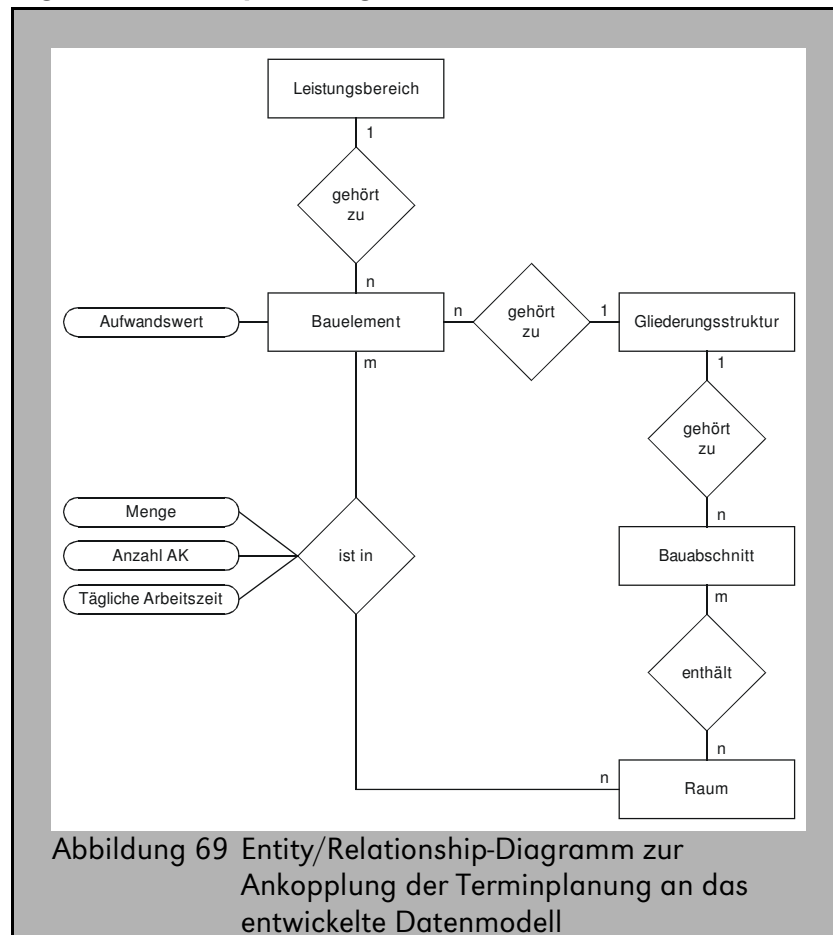 Leistungsbereich
1
gehört
zu
n
Aufwandswert
Bauelement
n
gehört
zu
1
Gliederungsstruktur
m
1
gehört
zu
n
Menge
Anzahl AK
Tägliche Arbeitszeit
ist in
Bauabschnitt
m
enthält
n
n
Raum
Abbildung 69 Entity/Relationship-Diagramm zur
Ankopplung der Terminplanung an das
entwickelte Datenmodell